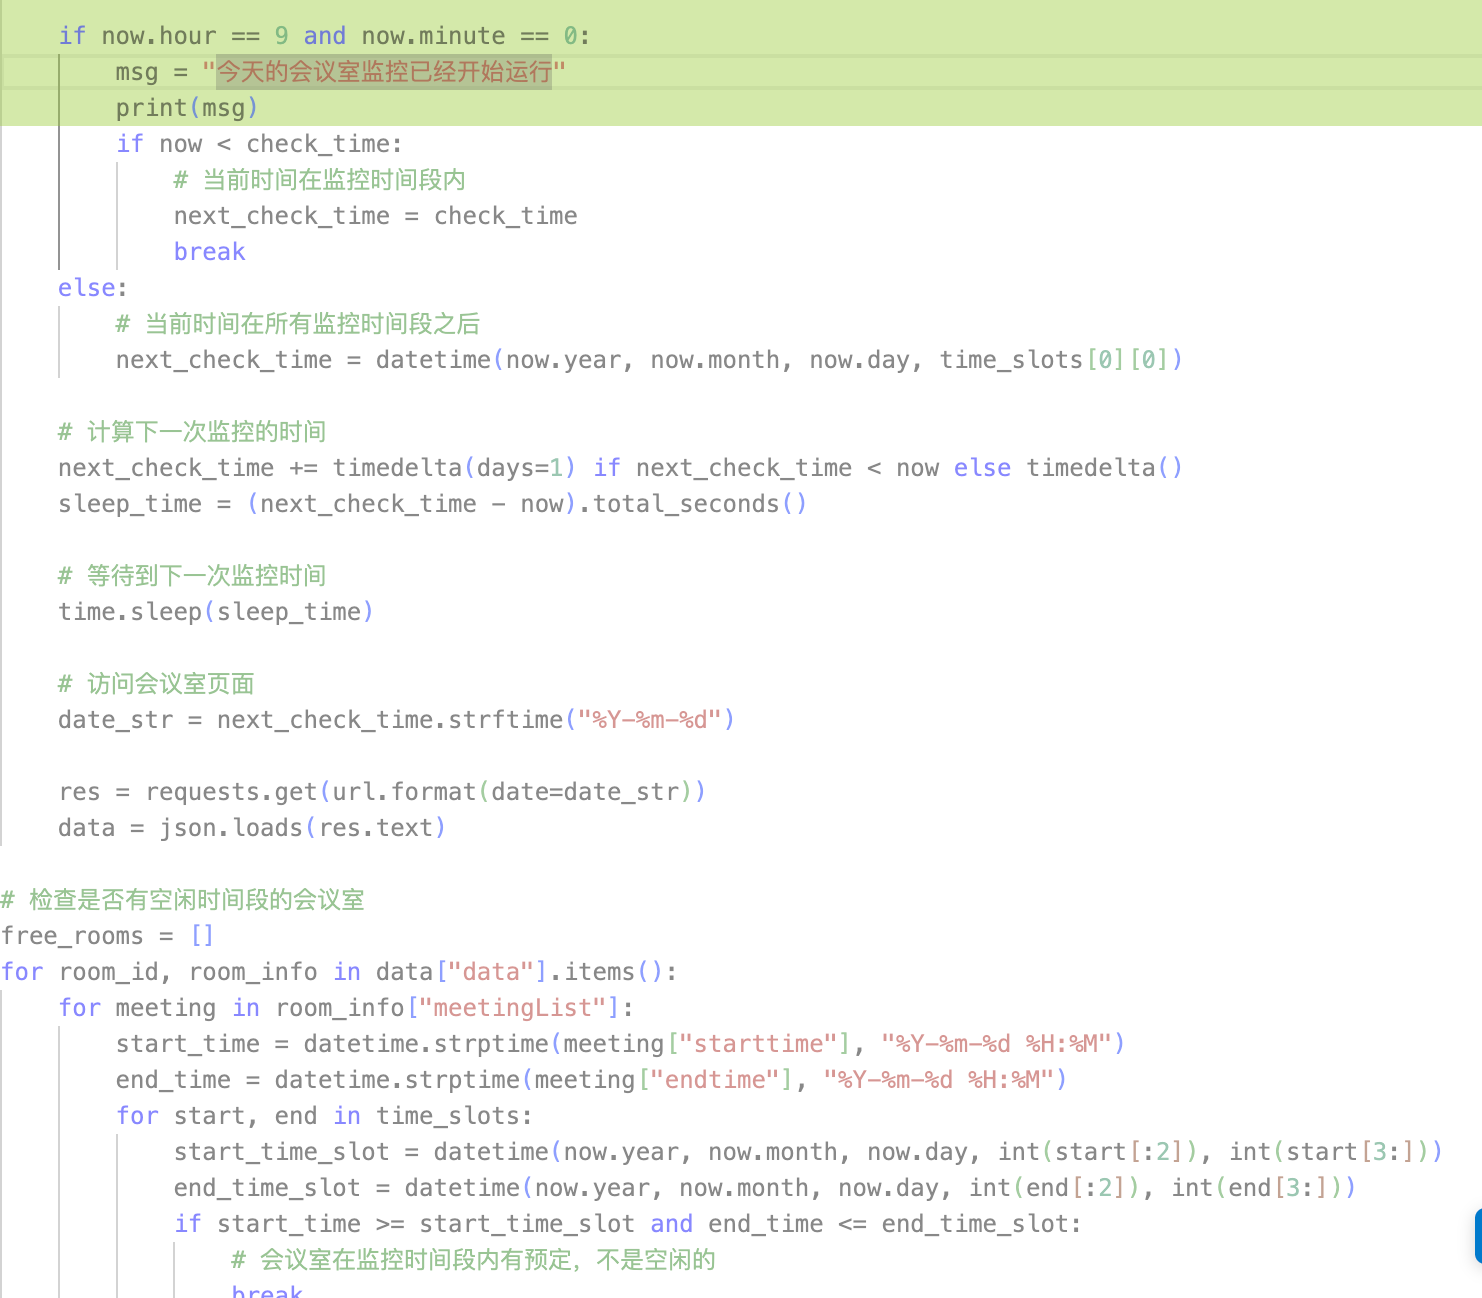 if now.hour == 9 and now.minute == 0:
msg = "今天的会议室监控已经开始运行"
print(msg)
if now < check_time:
# 当前时间在监控时间段内
next_check_time = check_time
break
else:
# 当前时间在所有监控时间段之后
next_check_time = datetime(now.year, now.month, now.day, time_slots[0][0])
# 计算下一次监控的时间
next_check_time += timedelta(days=1) if next_check_time < now else timedelta()
sleep_time = (next_check_time - now).total_seconds()
# 等待到下一次监控时间
time.sleep(sleep_time)
# 访问会议室页面
date_str = next_check_time.strftime("%Y-%m-%d")
res = requests.get(url.format(date=date_str))
data = json.loads(res.text)
# 检查是否有空闲时间段的会议室
free_rooms = []
for room_id, room_info in data["data"].items():
for meeting in room_info["meetingList"]:
start_time = datetime.strptime(meeting["starttime"], "%Y-%m-%d %H:%M")
end_time = datetime.strptime(meeting["endtime"], "%Y-%m-%d %H:%M")
for start, end in time_slots:
start_time_slot = datetime(now.year, now.month, now.day, int(start[:2]), int(start[3:]))
end_time_slot = datetime(now.year, now.month, now.day, int(end[:2]), int(end[3:]))
if start_time >= start_time_slot and end_time <= end_time_slot:
# 会议室在监控时间段内有预定，不是空闲的
break